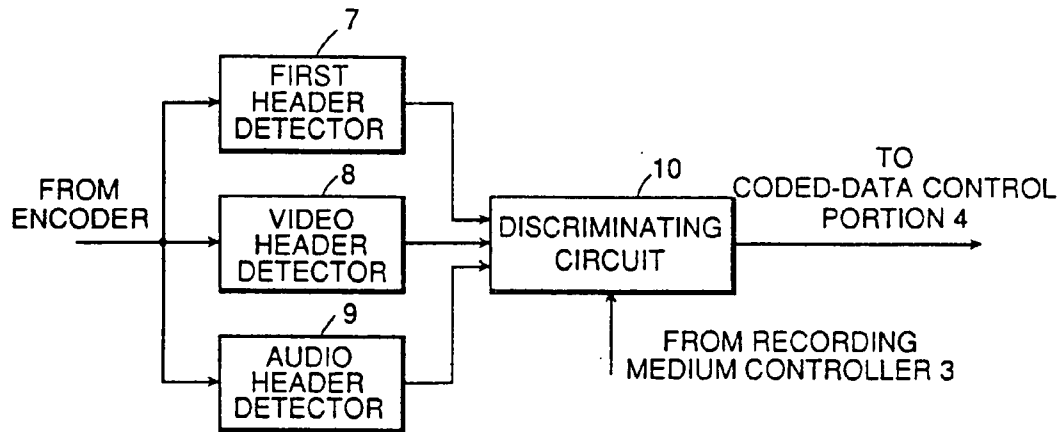 7
FIRST
HEADER
DETECTOR
FROM
ENCODER
8
VIDEO
HEADER
DETECTOR
9
AUDIO
HEADER
DETECTOR
10
DISCRIMINATING
CIRCUIT
TO
CODED-DATA CONTROL
PORTION 4
FROM RECORDING
MEDIUM CONTROLLER 3